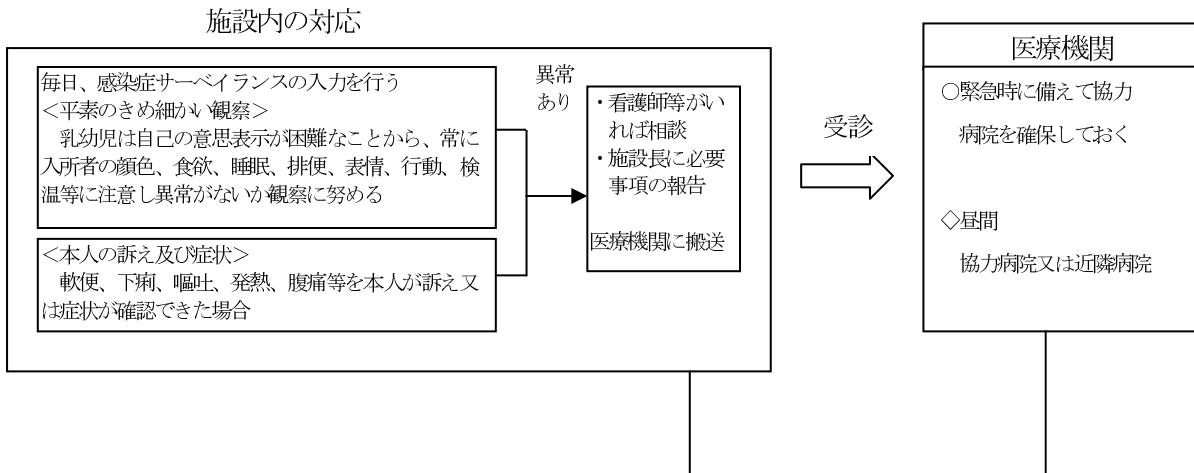 施設内の対応
毎日、感染症サーベイランスの入力を行う
＜平素のきめ細かい観察＞
乳幼児は自己の意思表示が困難なことから、常に
入所者の顔色、食欲、睡眠、排便、表情、行動、検
温等に注意し異常がないか観察に努める
＜本人の訴え及び症状＞
軟便、下痢、嘔吐、発熱、腹痛等を本人が訴え又
は症状が確認できた場合
異常
あり
・看護師等がい
れば相談
・施設長に必要
事項の報告
医療機関に搬送
受診
医療機関
○緊急時に備えて協力
病院を確保しておく
◇昼間
協力病院又は近隣病院